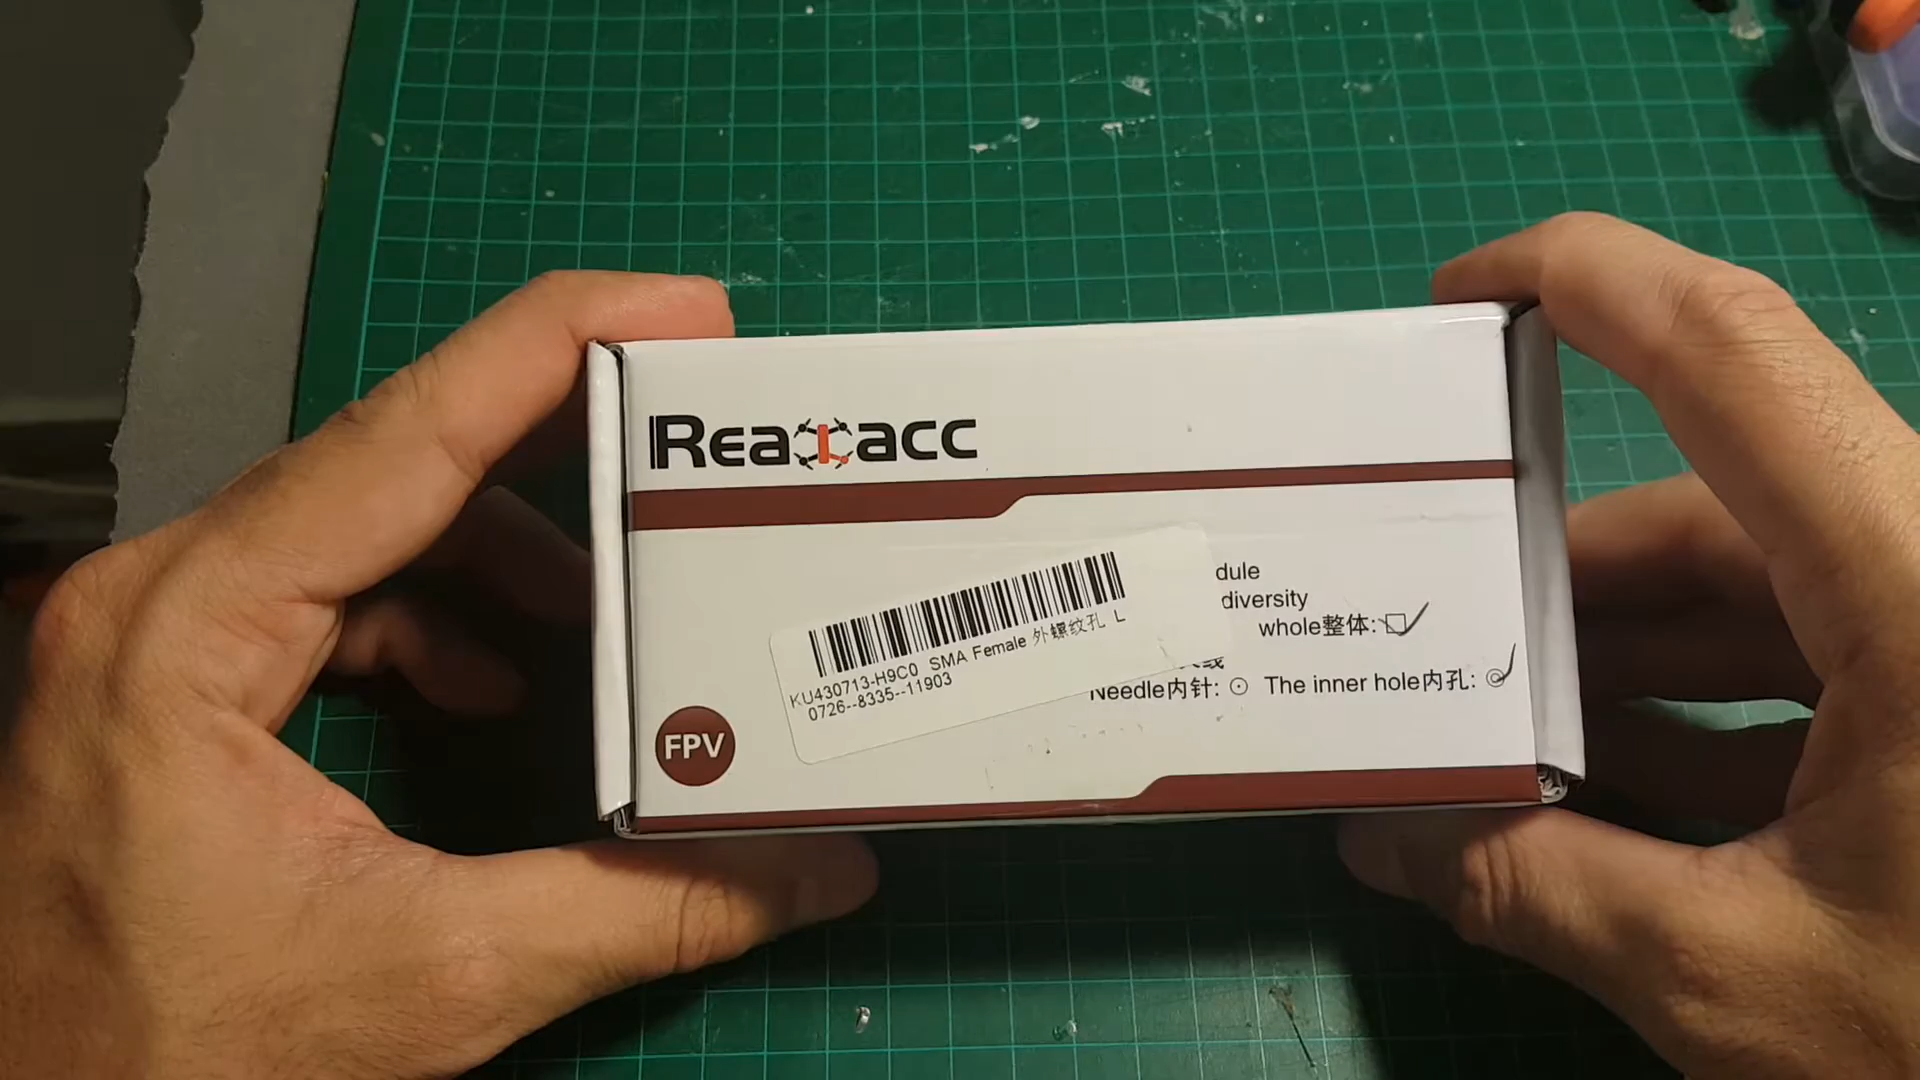 Realacc
dule
diversity
whole整体:
KU430713-H9C0 SMA Female 外螺纹孔 L
0726--8335--11903
Needle内针: The inner hole内孔:
FPV